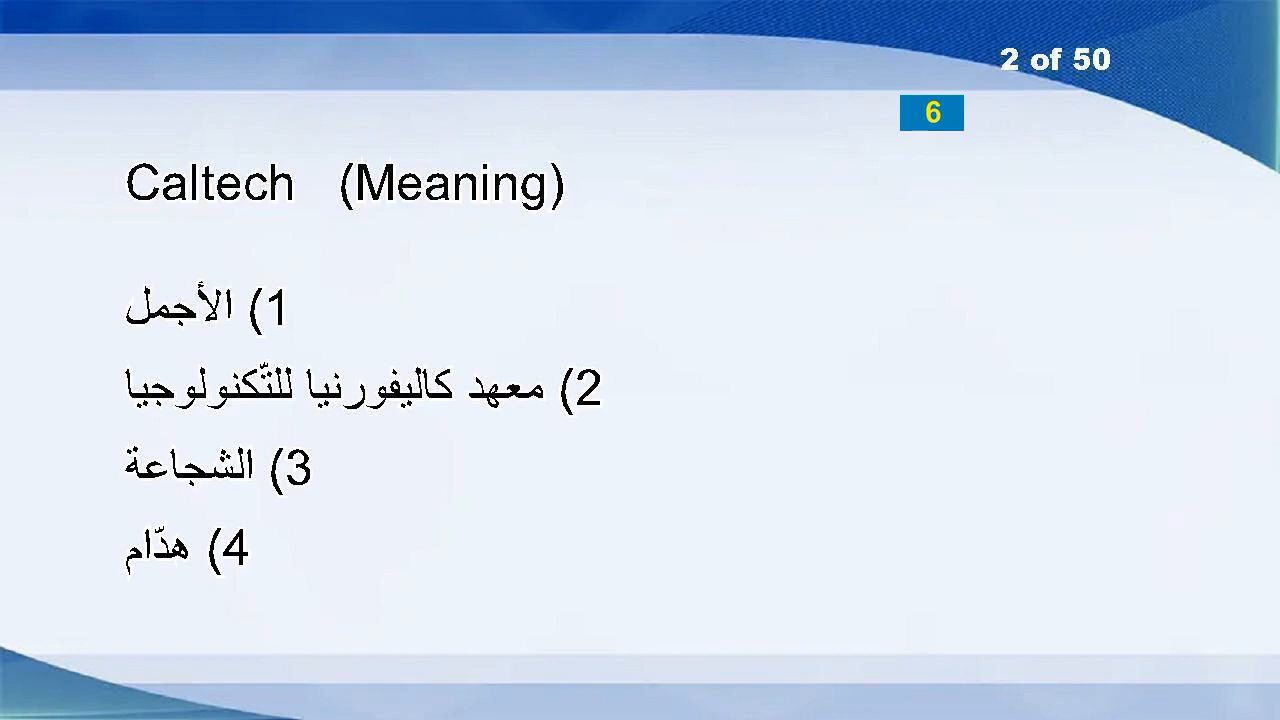 2 of 50
6
Caltech (Meaning)
1) الأجمل
2) معهد كاليفورنيا للتّكنولوجيا
3) الشجاعة
4) هدّام